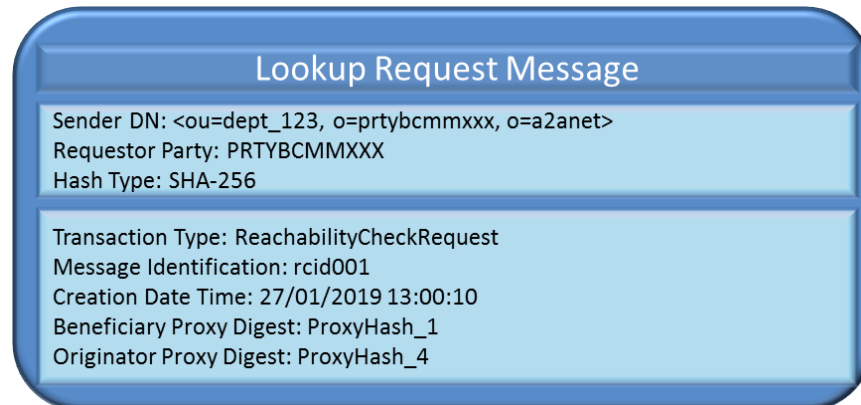 Lookup Request Message
Sender DN: <ou=dept_123, o=prtybcmmxxx, o=a2anet>
Requestor Party: PRTYBCMMXXX
Hash Type: SHA-256
Transaction Type: ReachabilityCheckRequest
Message Identification: rcid001
Creation Date Time: 27/01/2019 13:00:10
Beneficiary Proxy Digest: ProxyHash_1
Originator Proxy Digest: ProxyHash_4